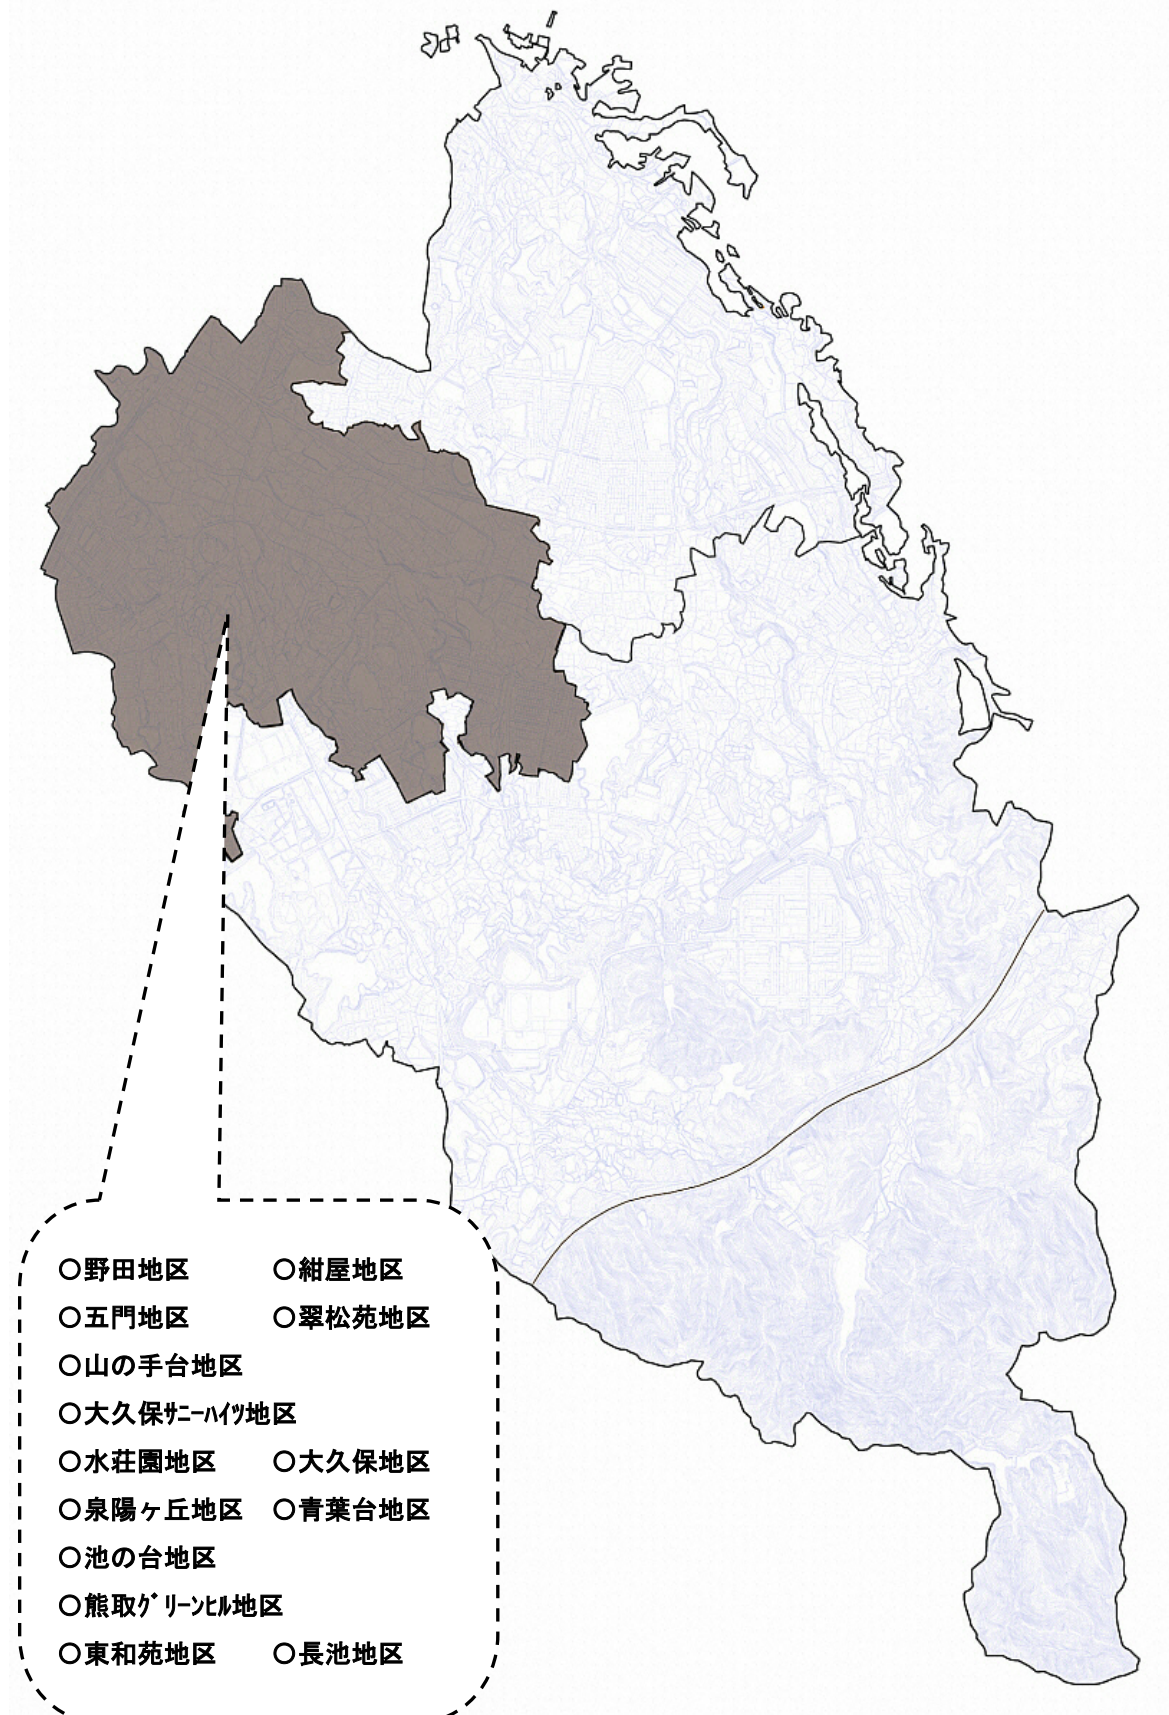 ○野田地区 ○紺屋地区
○五門地区 ○翠松苑地区
○山の手台地区
○大久保ｻﾆｰﾊｲﾂ地区
○水荘園地区 ○大久保地区
○泉陽ヶ丘地区 ○青葉台地区
○池の台地区
○熊取ｸﾞﾘｰﾝﾋﾙ地区
○東和苑地区 ○長池地区